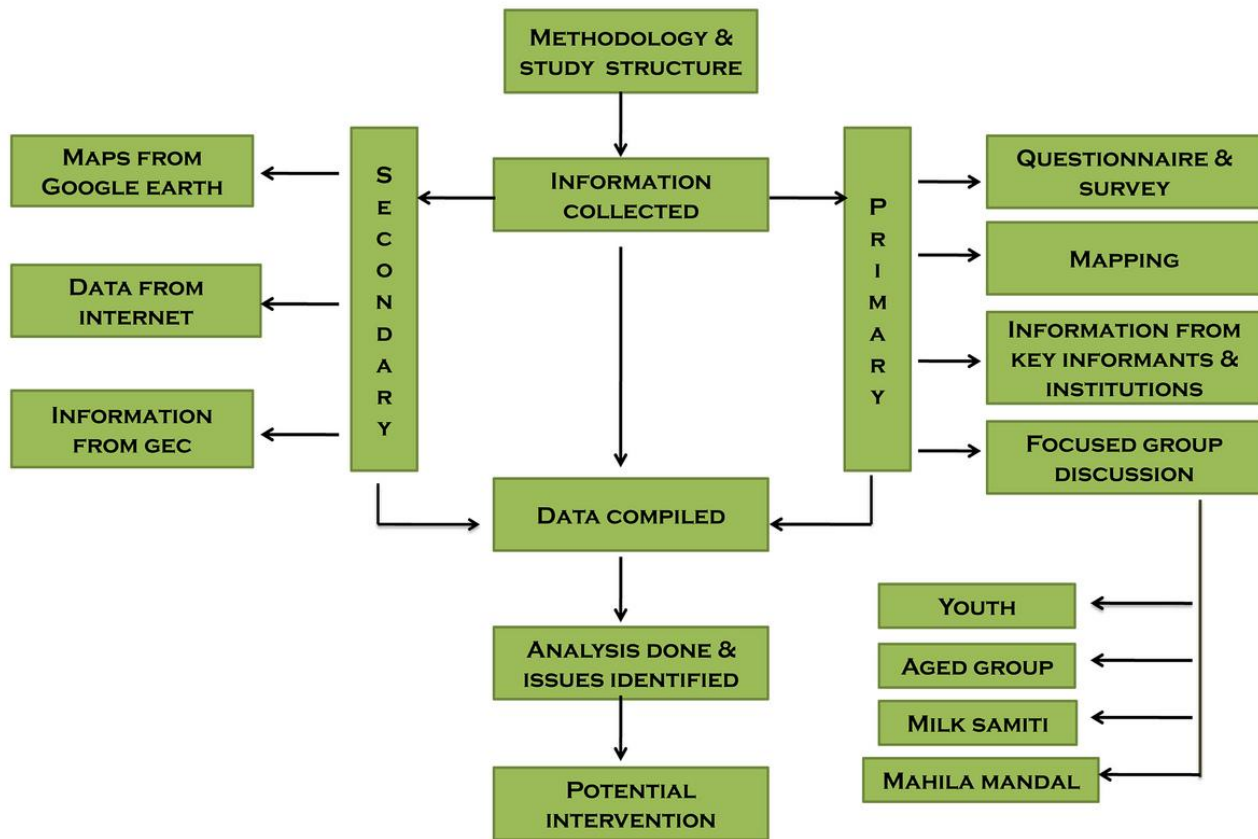 Methodology &
study structure
Maps from
Google earth
Secondary
Information
collected
Primary
Questionnaire &
survey
Mapping
Data from
internet
Information from
key informants &
institutions
Information
from GEC
Focused group
discussion
Data compiled
Youth
Analysis done &
issues identified
Aged group
Milk samiti
Mahila mandal
Potential
intervention